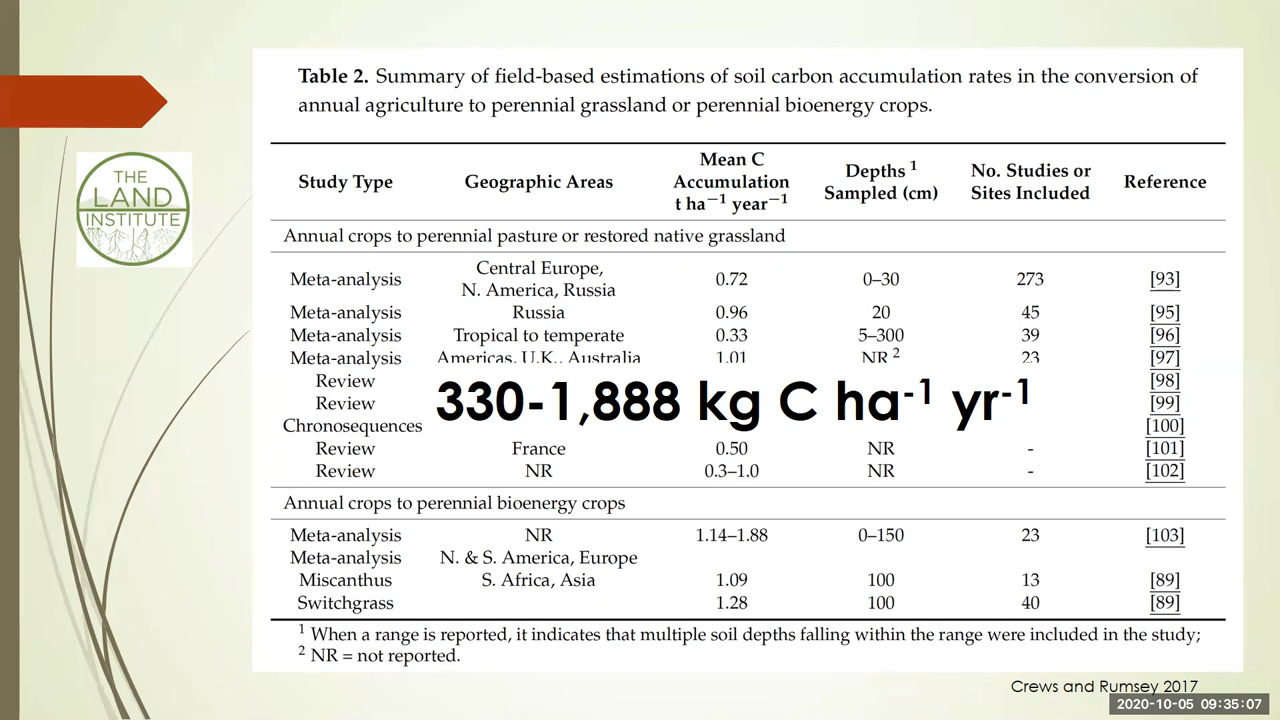 Table 2. Summary of field-based estimations of soil carbon accumulation rates in the conversion of
annual agriculture to perennial grassland or perennial bioenergy crops.
THE
LAND
INSTITUTE
Study Type Geographic Areas Mean C Accumulation t ha⁻¹ year⁻¹ Depths ¹ Sampled (cm) No. Studies or Sites Included Reference
Annual crops to perennial pasture or restored native grassland
Meta-analysis Central Europe, N. America, Russia 0.72 0–30 273 [93]
Meta-analysis Russia 0.96 20 45 [95]
Meta-analysis Tropical to temperate 0.33 5–300 39 [96]
Meta-analysis Americas, U.K., Australia 1.01 NR ² 23 [97]
Review [98]
Review [99]
Chronosequences [100]
330-1,888 kg C ha⁻¹ yr⁻¹
Review France 0.50 NR - [101]
Review NR 0.3–1.0 NR - [102]
Annual crops to perennial bioenergy crops
Meta-analysis NR 1.14–1.88 0–150 23 [103]
Meta-analysis N. & S. America, Europe
Miscanthus S. Africa, Asia 1.09 100 13 [89]
Switchgrass 1.28 100 40 [89]
¹ When a range is reported, it indicates that multiple soil depths falling within the range were included in the study;
² NR = not reported.
Crews and Rumsey 2017
2020-10-05 09:35:07